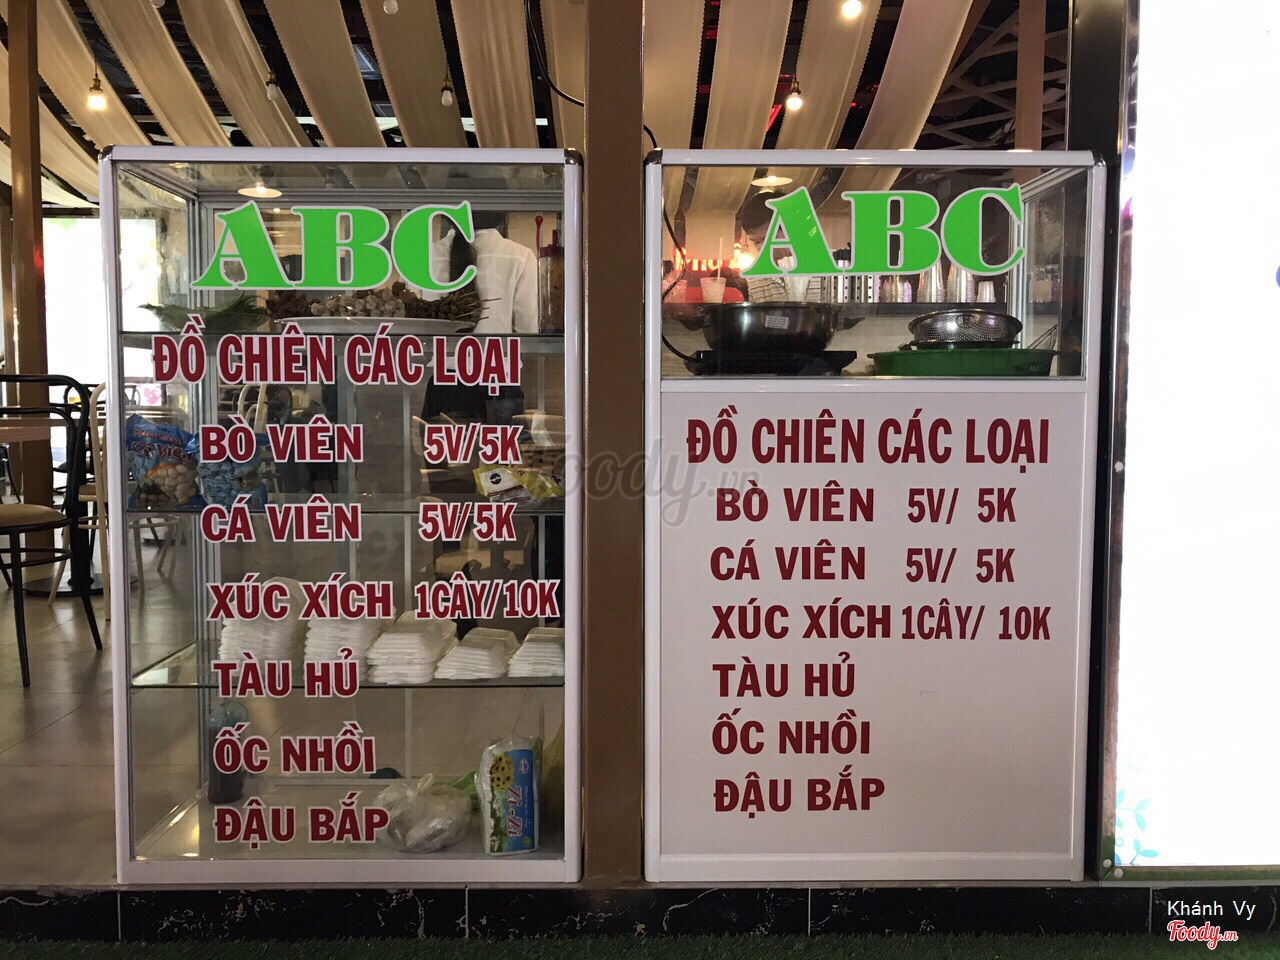 ABC
ĐỒ CHIÊN CÁC LOẠI
BÒ VIÊN 5V/5K
CÁ VIÊN 5V/5K
XÚC XÍCH 1CÂY/10K
TÀU HỦ
ỐC NHỒI
ĐẬU BẮP
ABC
ĐỒ CHIÊN CÁC LOẠI
BÒ VIÊN 5V/ 5K
CÁ VIÊN 5V/ 5K
XÚC XÍCH 1CÂY/ 10K
TÀU HỦ
ỐC NHỒI
ĐẬU BẮP
Foody.vn
Khánh Vy
Foody.vn